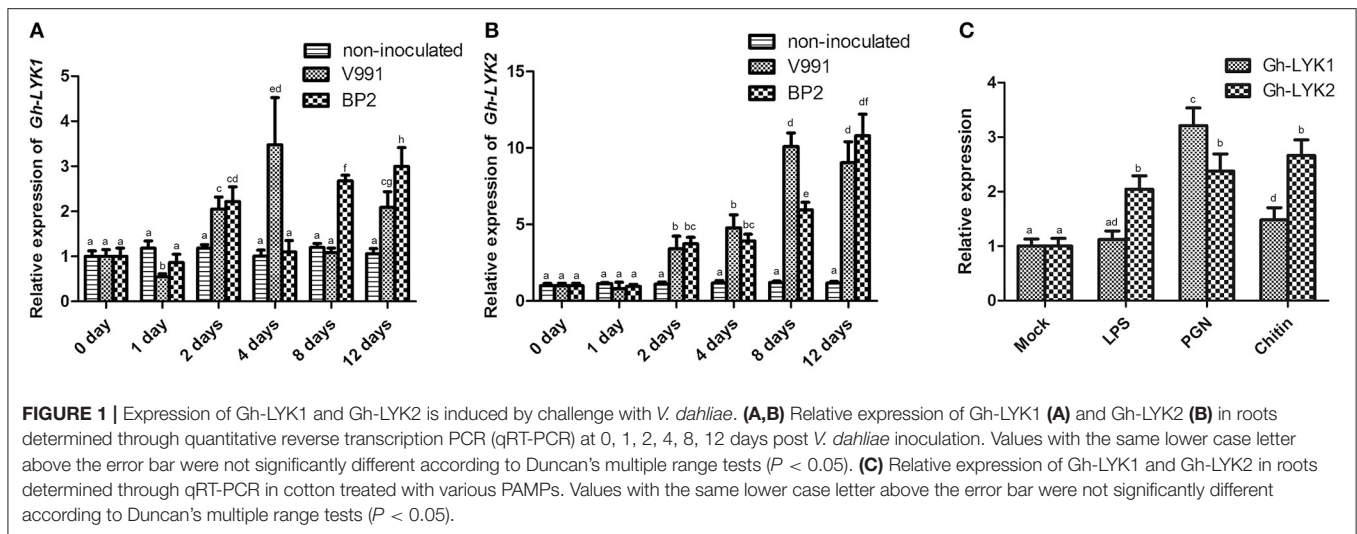 A
non-inoculated
V991
BP2
Relative expression of Gh-LYK1
5
4
3
2
1
0
a a a
a b a
a c cd
a ed a
a a f
a cg h
0 day
1 day
2 days
4 days
8 days
12 days
B
non-inoculated
V991
BP2
Relative expression of Gh-LYK2
15
10
5
0
a a a
a a a
a b bc
a b bc
a d e
a d df
0 day
1 day
2 days
4 days
8 days
12 days
C
Gh-LYK1
Gh-LYK2
Relative expression
4
3
2
1
0
a a
ad b
c b
d b
Mock
LPS
PGN
Chitin
FIGURE 1 | Expression of Gh-LYK1 and Gh-LYK2 is induced by challenge with V. dahliae. (A,B) Relative expression of Gh-LYK1 (A) and Gh-LYK2 (B) in roots
determined through quantitative reverse transcription PCR (qRT-PCR) at 0, 1, 2, 4, 8, 12 days post V. dahliae inoculation. Values with the same lower case letter
above the error bar were not significantly different according to Duncan's multiple range tests (P < 0.05). (C) Relative expression of Gh-LYK1 and Gh-LYK2 in roots
determined through qRT-PCR in cotton treated with various PAMPs. Values with the same lower case letter above the error bar were not significantly different
according to Duncan's multiple range tests (P < 0.05).